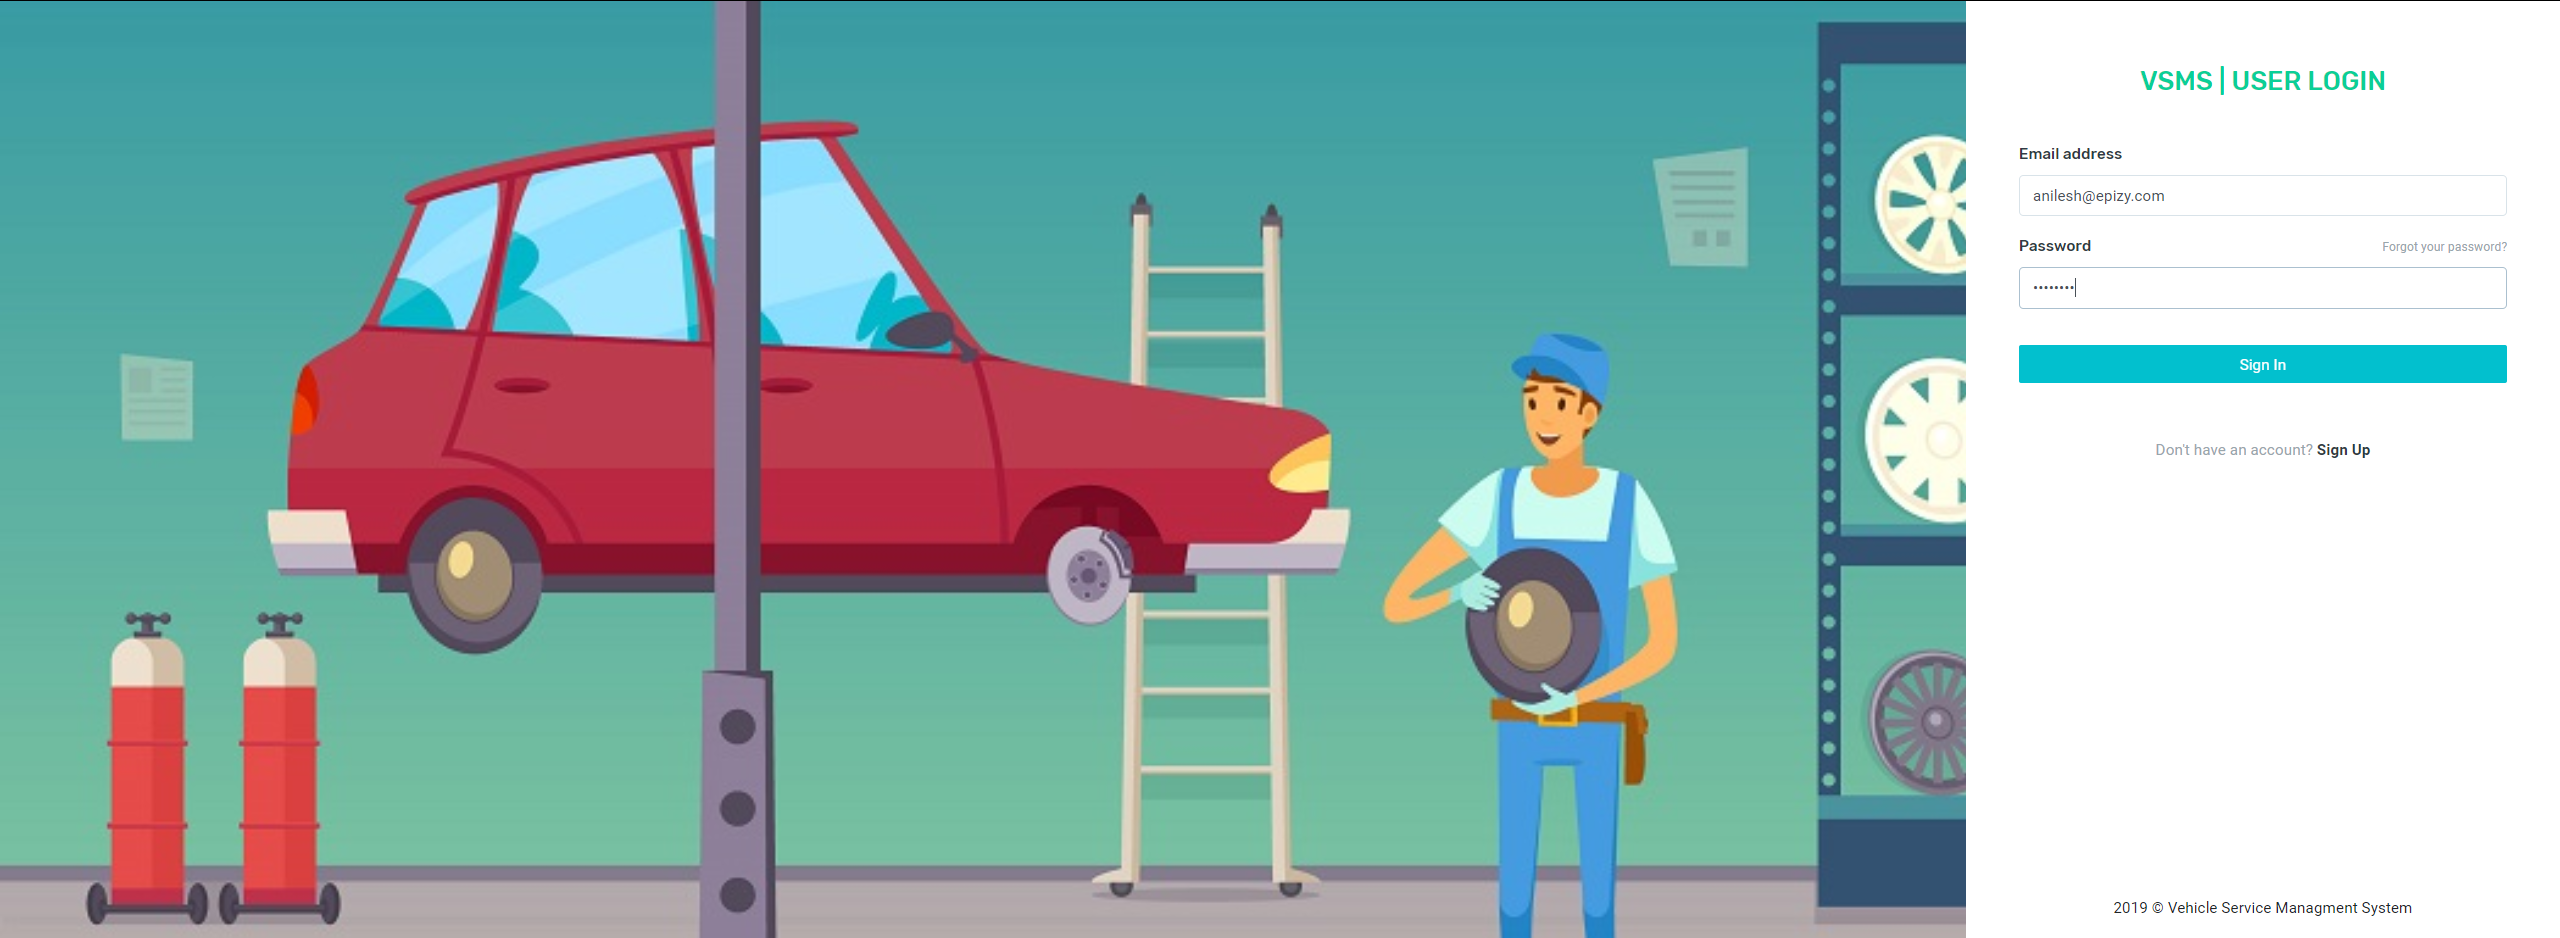 VSMS | USER LOGIN
Email address
anilesh@epizy.com
Password Forgot your password?
••••••••
Sign In
Don't have an account? Sign Up
2019 © Vehicle Service Managment System